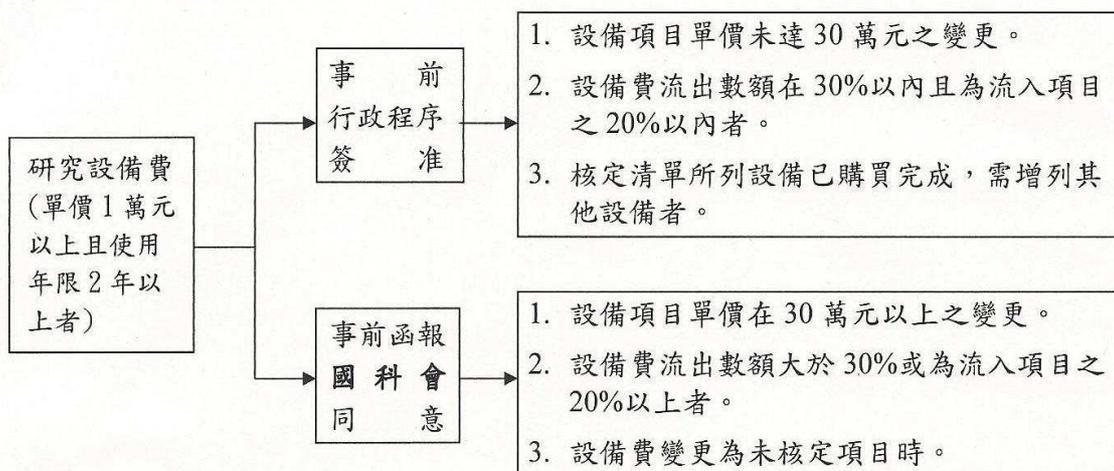 研究設備費
(單價1萬元
以上且使用
年限2年以
上者)
事前
行政程序
簽准
1. 設備項目單價未達30萬元之變更。
2. 設備費流出數額在30%以內且為流入項目
之20%以內者。
3. 核定清單所列設備已購買完成,需增列其
他設備者。
事前函報
國科會
同意
1. 設備項目單價在30萬元以上之變更。
2. 設備費流出數額大於30%或為流入項目之
20%以上者。
3. 設備費變更為未核定項目時。